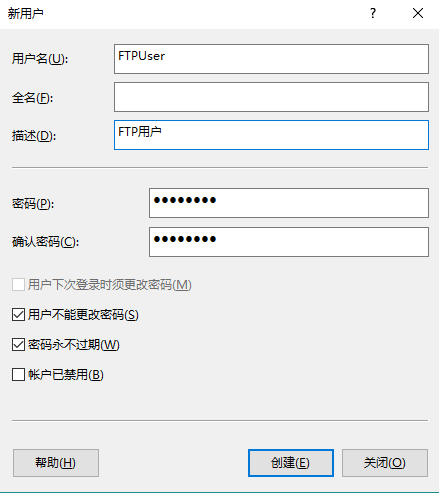 新用户
?
用户名(U):
FTPUser
全名(F):
描述(D):
FTP用户
密码(P):
●●●●●●●●
确认密码(C):
●●●●●●●●
用户下次登录时须更改密码(M)
用户不能更改密码(S)
密码永不过期(W)
帐户已禁用(B)
帮助(H)
创建(E)
关闭(O)